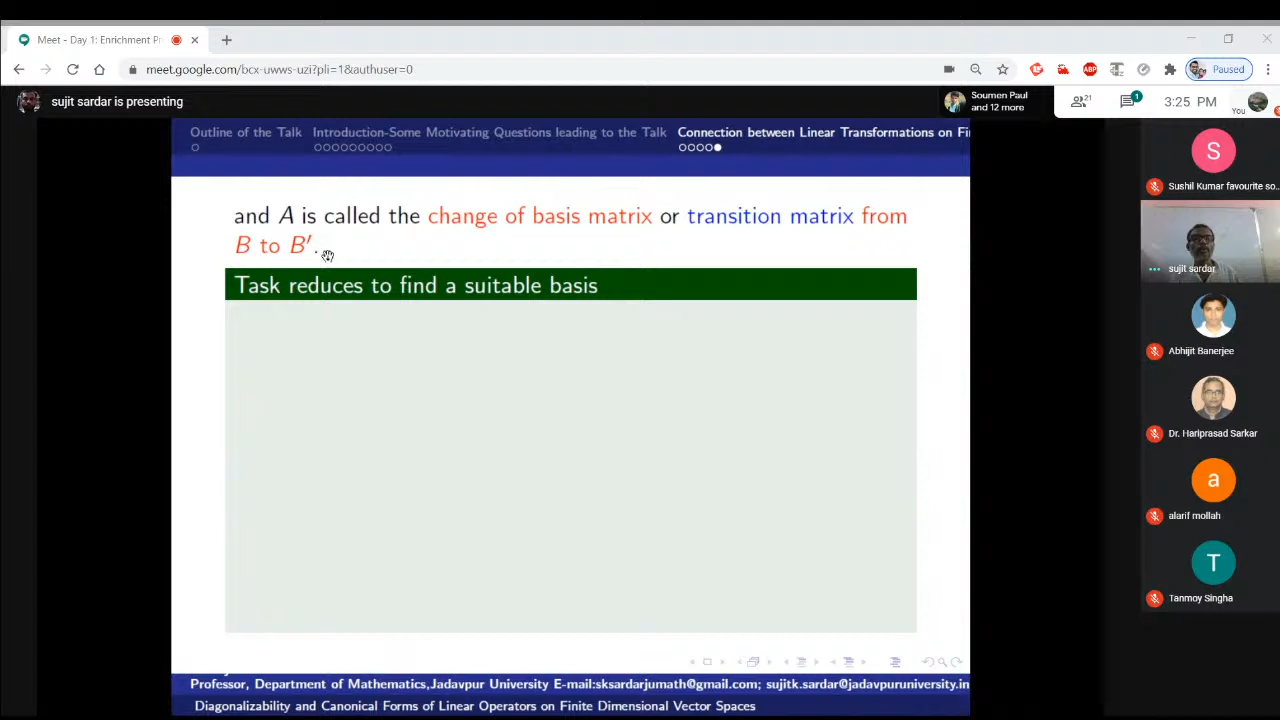 Meet - Day 1: Enrichment Pr
meet.google.com/bcx-uwws-uzi?pli=1&authuser=0
ABP
Paused
sujit sardar is presenting
Soumen Paul
and 12 more
21
1
3:25 PM
You
Outline of the Talk
Introduction-Some Motivating Questions leading to the Talk
Connection between Linear Transformations on Fi
and A is called the change of basis matrix or transition matrix from
B to B′.
Task reduces to find a suitable basis
Professor, Department of Mathematics,Jadavpur University E-mail:sksardarjumath@gmail.com; sujitk.sardar@jadavpuruniversity.in
Diagonalizability and Canonical Forms of Linear Operators on Finite Dimensional Vector Spaces
S
Sushil Kumar favourite so...
sujit sardar
Abhijit Banerjee
Dr. Hariprasad Sarkar
a
alarif mollah
T
Tanmoy Singha